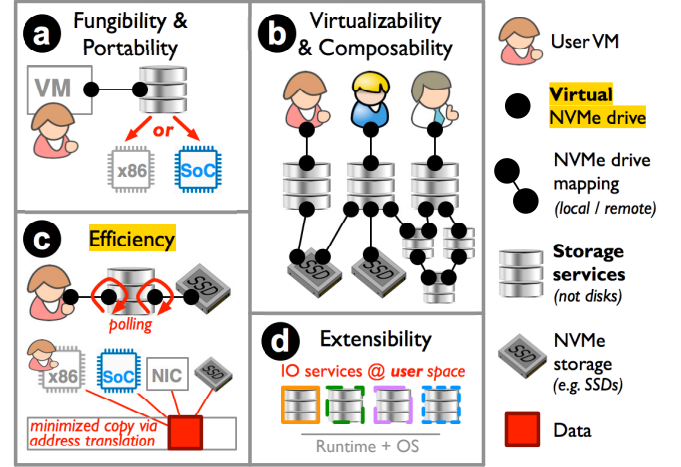 a
Fungibility &
Portability
VM
or
x86
SoC
b
Virtualizability
& Composability
SSD
SSD
c
Efficiency
SSD
polling
x86
SoC
NIC
SSD
minimized copy via
address translation
d
Extensibility
IO services @ user space
Runtime + OS
User VM
Virtual
NVMe drive
NVMe drive
mapping
(local / remote)
Storage
services
(not disks)
SSD
NVMe
storage
(e.g. SSDs)
Data